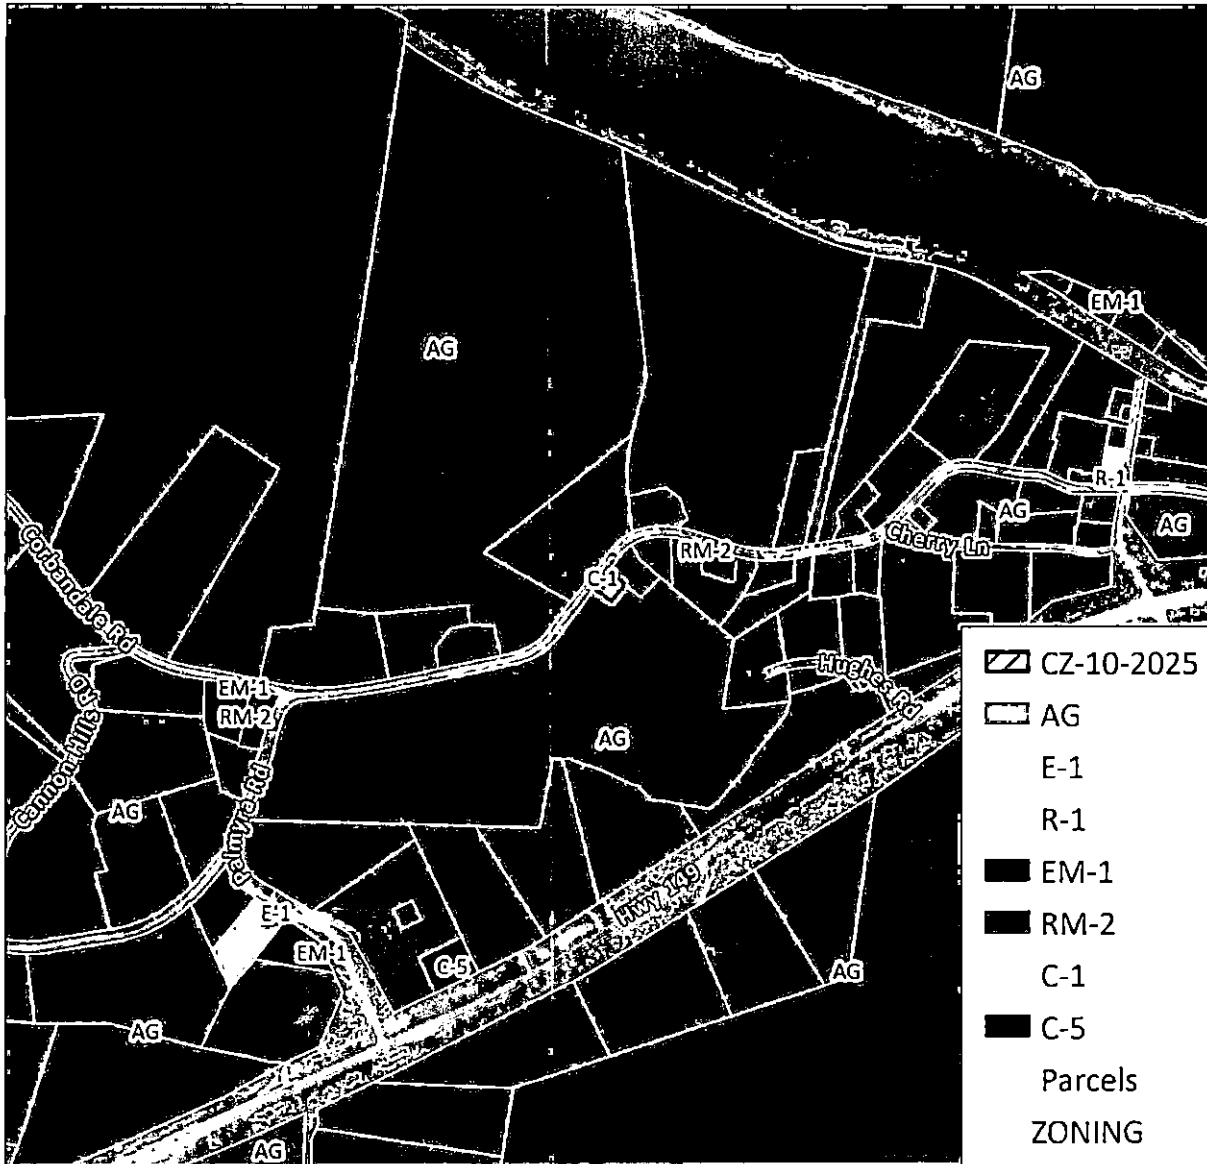 AG
EM-1
AG
R-1
AG
AG
Cherry Ln
RM-2
C-1
Corbandale Rd
Hughes Rd
EM-1
RM-2
Cannon Hills Rd
AG
AG
Palmyra Rd
HWY 149
E-1
EM-1
C-5
AG
AG
AG
CZ-10-2025
AG
E-1
R-1
EM-1
RM-2
C-1
C-5
Parcels
ZONING